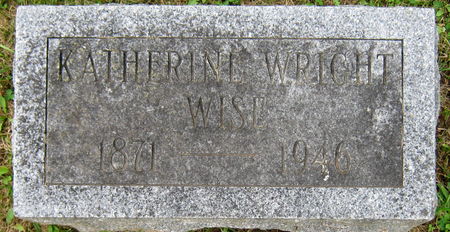 KATHERINE WRIGHT
WISE
1871 — 1946